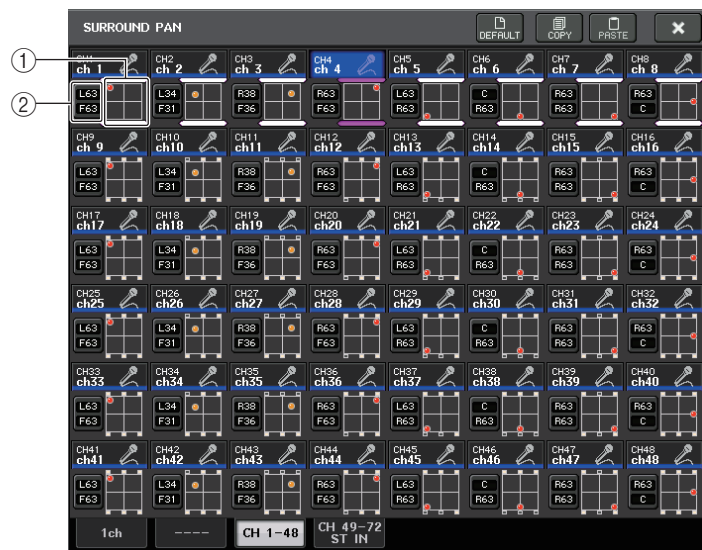 SURROUND PAN DEFAULT COPY PASTE
①
②
CH1 CH2 CH3 CH4 CH5 CH6 CH7 CH8
ch 1 ch 2 ch 3 ch 4 ch 5 ch 6 ch 7 ch 8
L63 L34 R38 R63 L63 C R63 R63
F63 F31 F36 F63 R63 R63 R63 C
CH9 CH10 CH11 CH12 CH13 CH14 CH15 CH16
ch 9 ch10 ch11 ch12 ch13 ch14 ch15 ch16
L63 L34 R38 R63 L63 C R63 R63
F63 F31 F36 F63 R63 R63 R63 C
CH17 CH18 CH19 CH20 CH21 CH22 CH23 CH24
ch17 ch18 ch19 ch20 ch21 ch22 ch23 ch24
L63 L34 R38 R63 L63 C R63 R63
F63 F31 F36 F63 R63 R63 R63 C
CH25 CH26 CH27 CH28 CH29 CH30 CH31 CH32
ch25 ch26 ch27 ch28 ch29 ch30 ch31 ch32
L63 L34 R38 R63 L63 C R63 R63
F63 F31 F36 F63 R63 R63 R63 C
CH33 CH34 CH35 CH36 CH37 CH38 CH39 CH40
ch33 ch34 ch35 ch36 ch37 ch38 ch39 ch40
L63 L34 R38 R63 L63 C R63 R63
F63 F31 F36 F63 R63 R63 R63 C
CH41 CH42 CH43 CH44 CH45 CH46 CH47 CH48
ch41 ch42 ch43 ch44 ch45 ch46 ch47 ch48
L63 L34 R38 R63 L63 C R63 R63
F63 F31 F36 F63 R63 R63 R63 C
1ch ---- CH 1-48 CH 49-72
ST IN